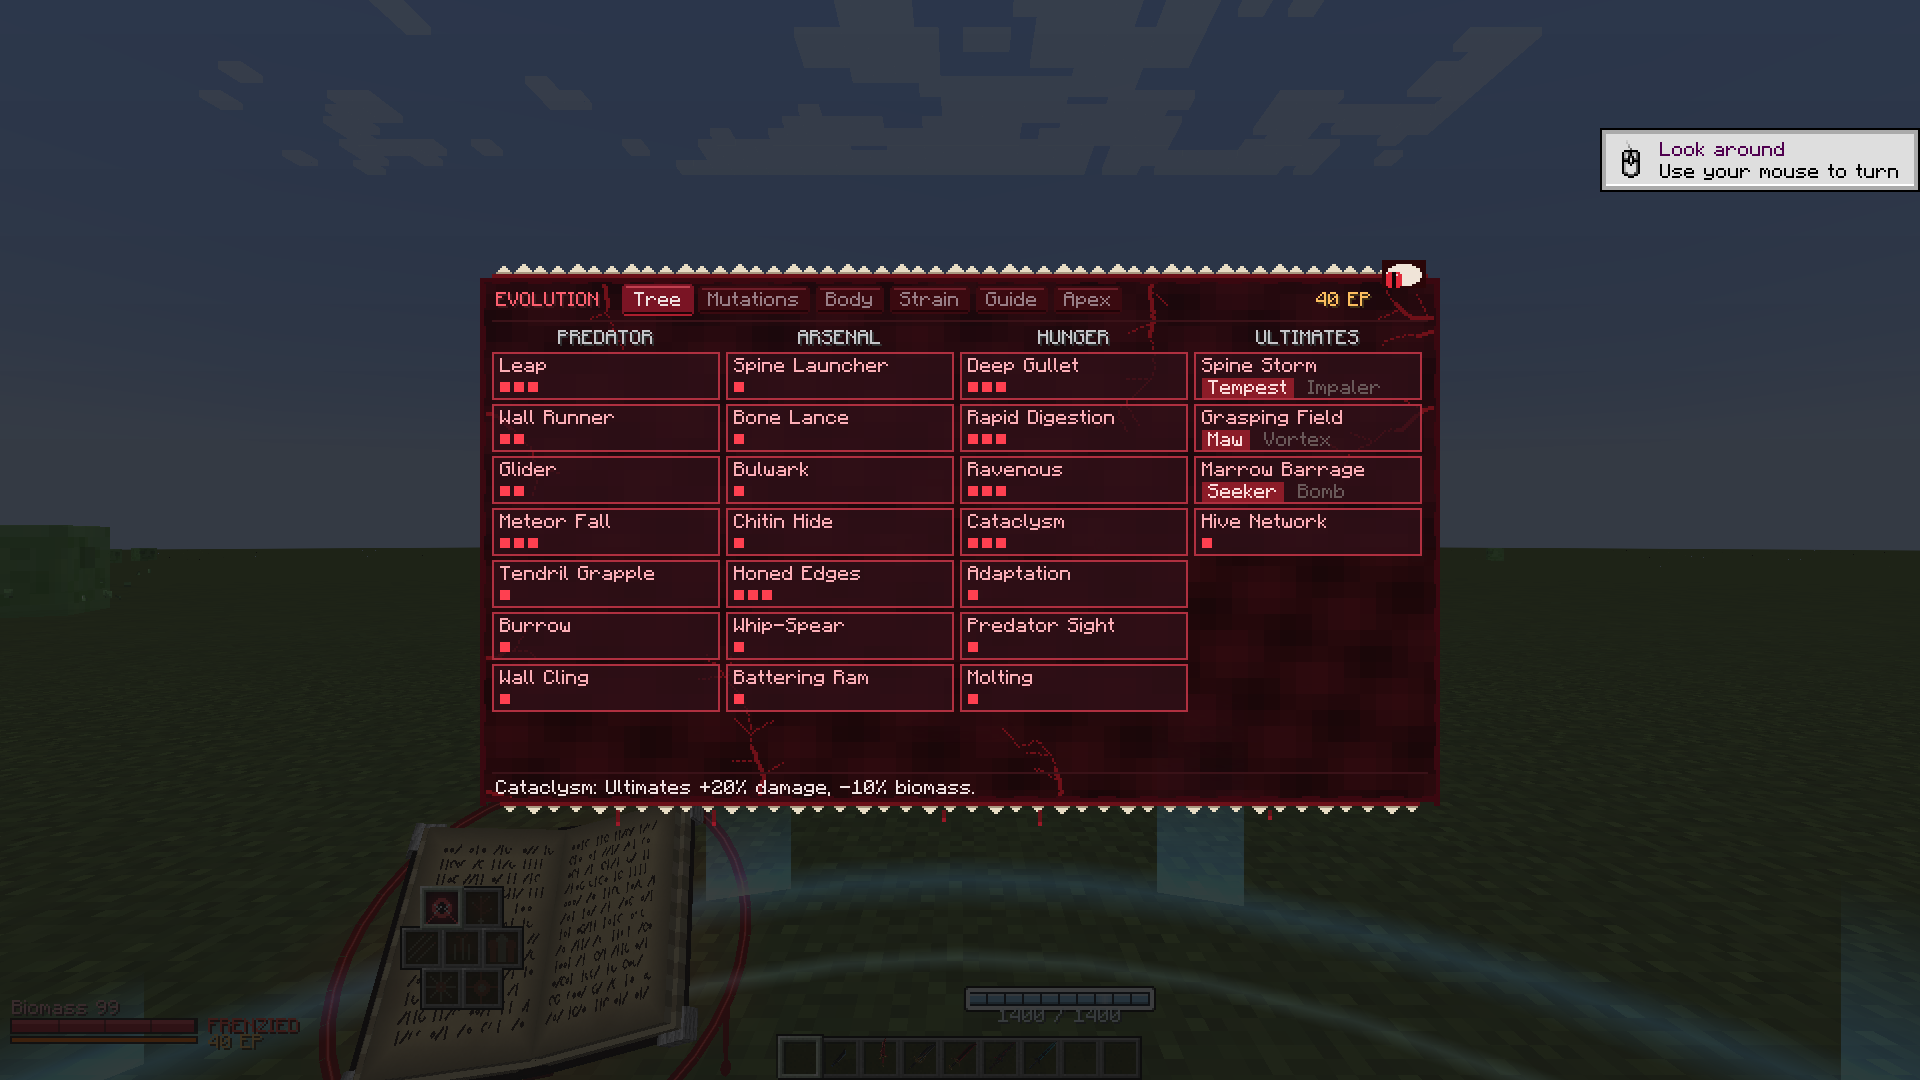 Look around
Use your mouse to turn
EVOLUTION Tree Mutations Body Strain Guide Apex 40 EP
PREDATOR ARSENAL HUNGER ULTIMATES
Leap Spine Launcher Deep Gullet Spine Storm
Tempest Impaler
Wall Runner Bone Lance Rapid Digestion Grasping Field
Maw Vortex
Glider Bulwark Ravenous Marrow Barrage
Seeker Bomb
Meteor Fall Chitin Hide Cataclysm Hive Network
Tendril Grapple Honed Edges Adaptation
Burrow Whip-Spear Predator Sight
Wall Cling Battering Ram Molting
Cataclysm: Ultimates +20% damage, -10% biomass.
Biomass 99
FRENZIED
40 EP
1400 / 1400